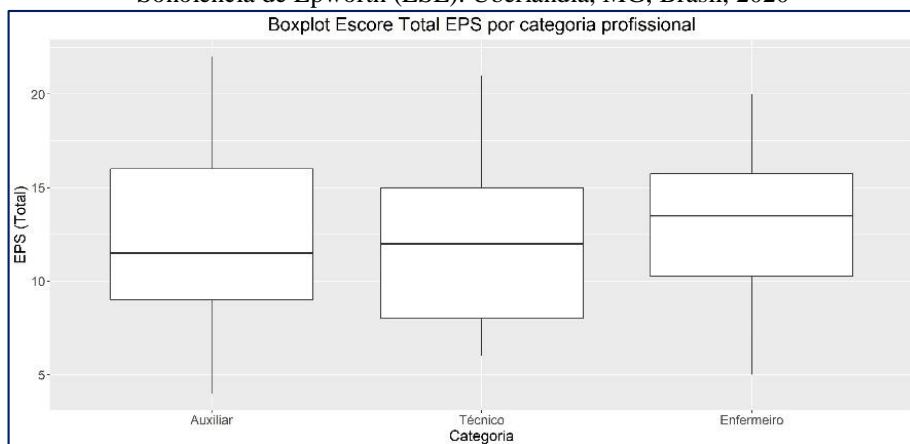 Sonolência de Epworth (ESE). Uberlândia, MG, Brasil, 2020
Boxplot Escore Total EPS por categoria profissional
20
15
10
5
EPS (Total)
Auxiliar Técnico Enfermeiro
Categoria